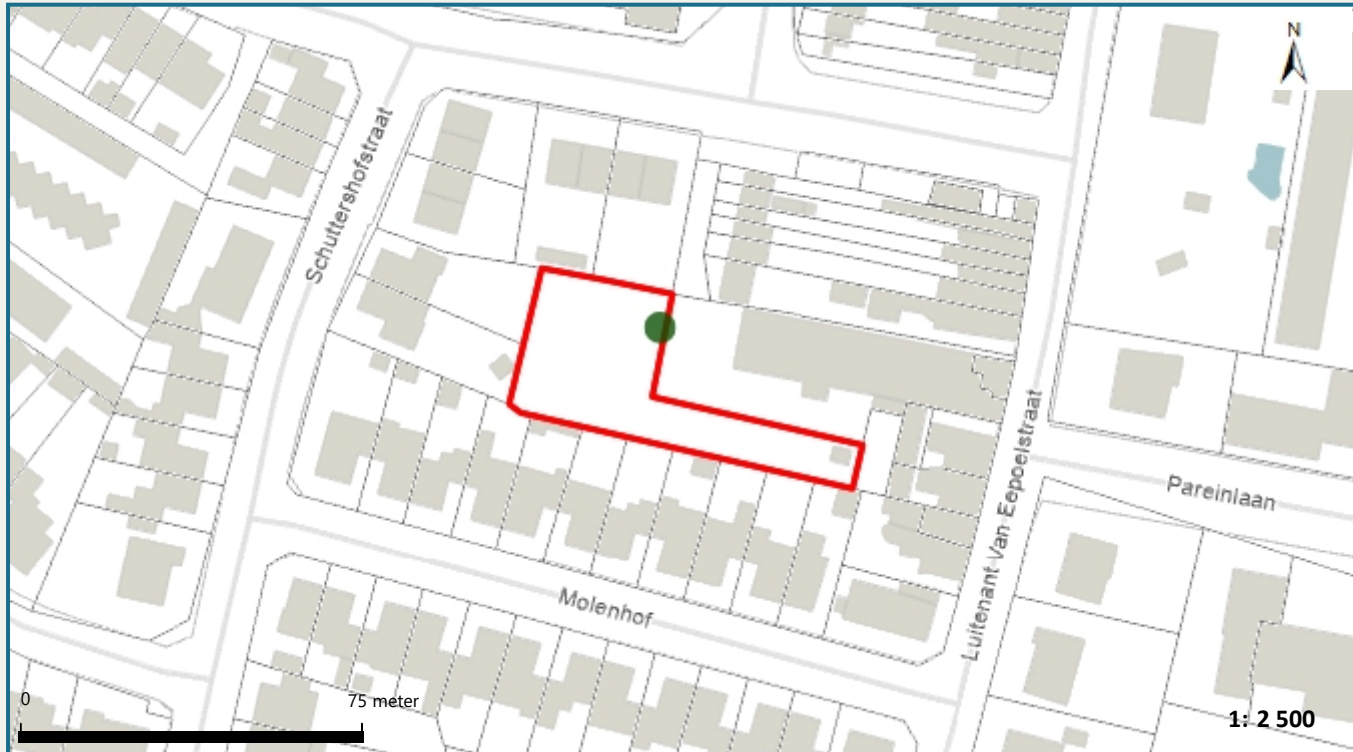 N
Schuttershofstraat
Luitenant Van Eepoelstraat
Pareinlaan
Molenhof
0 75 meter
1: 2 500